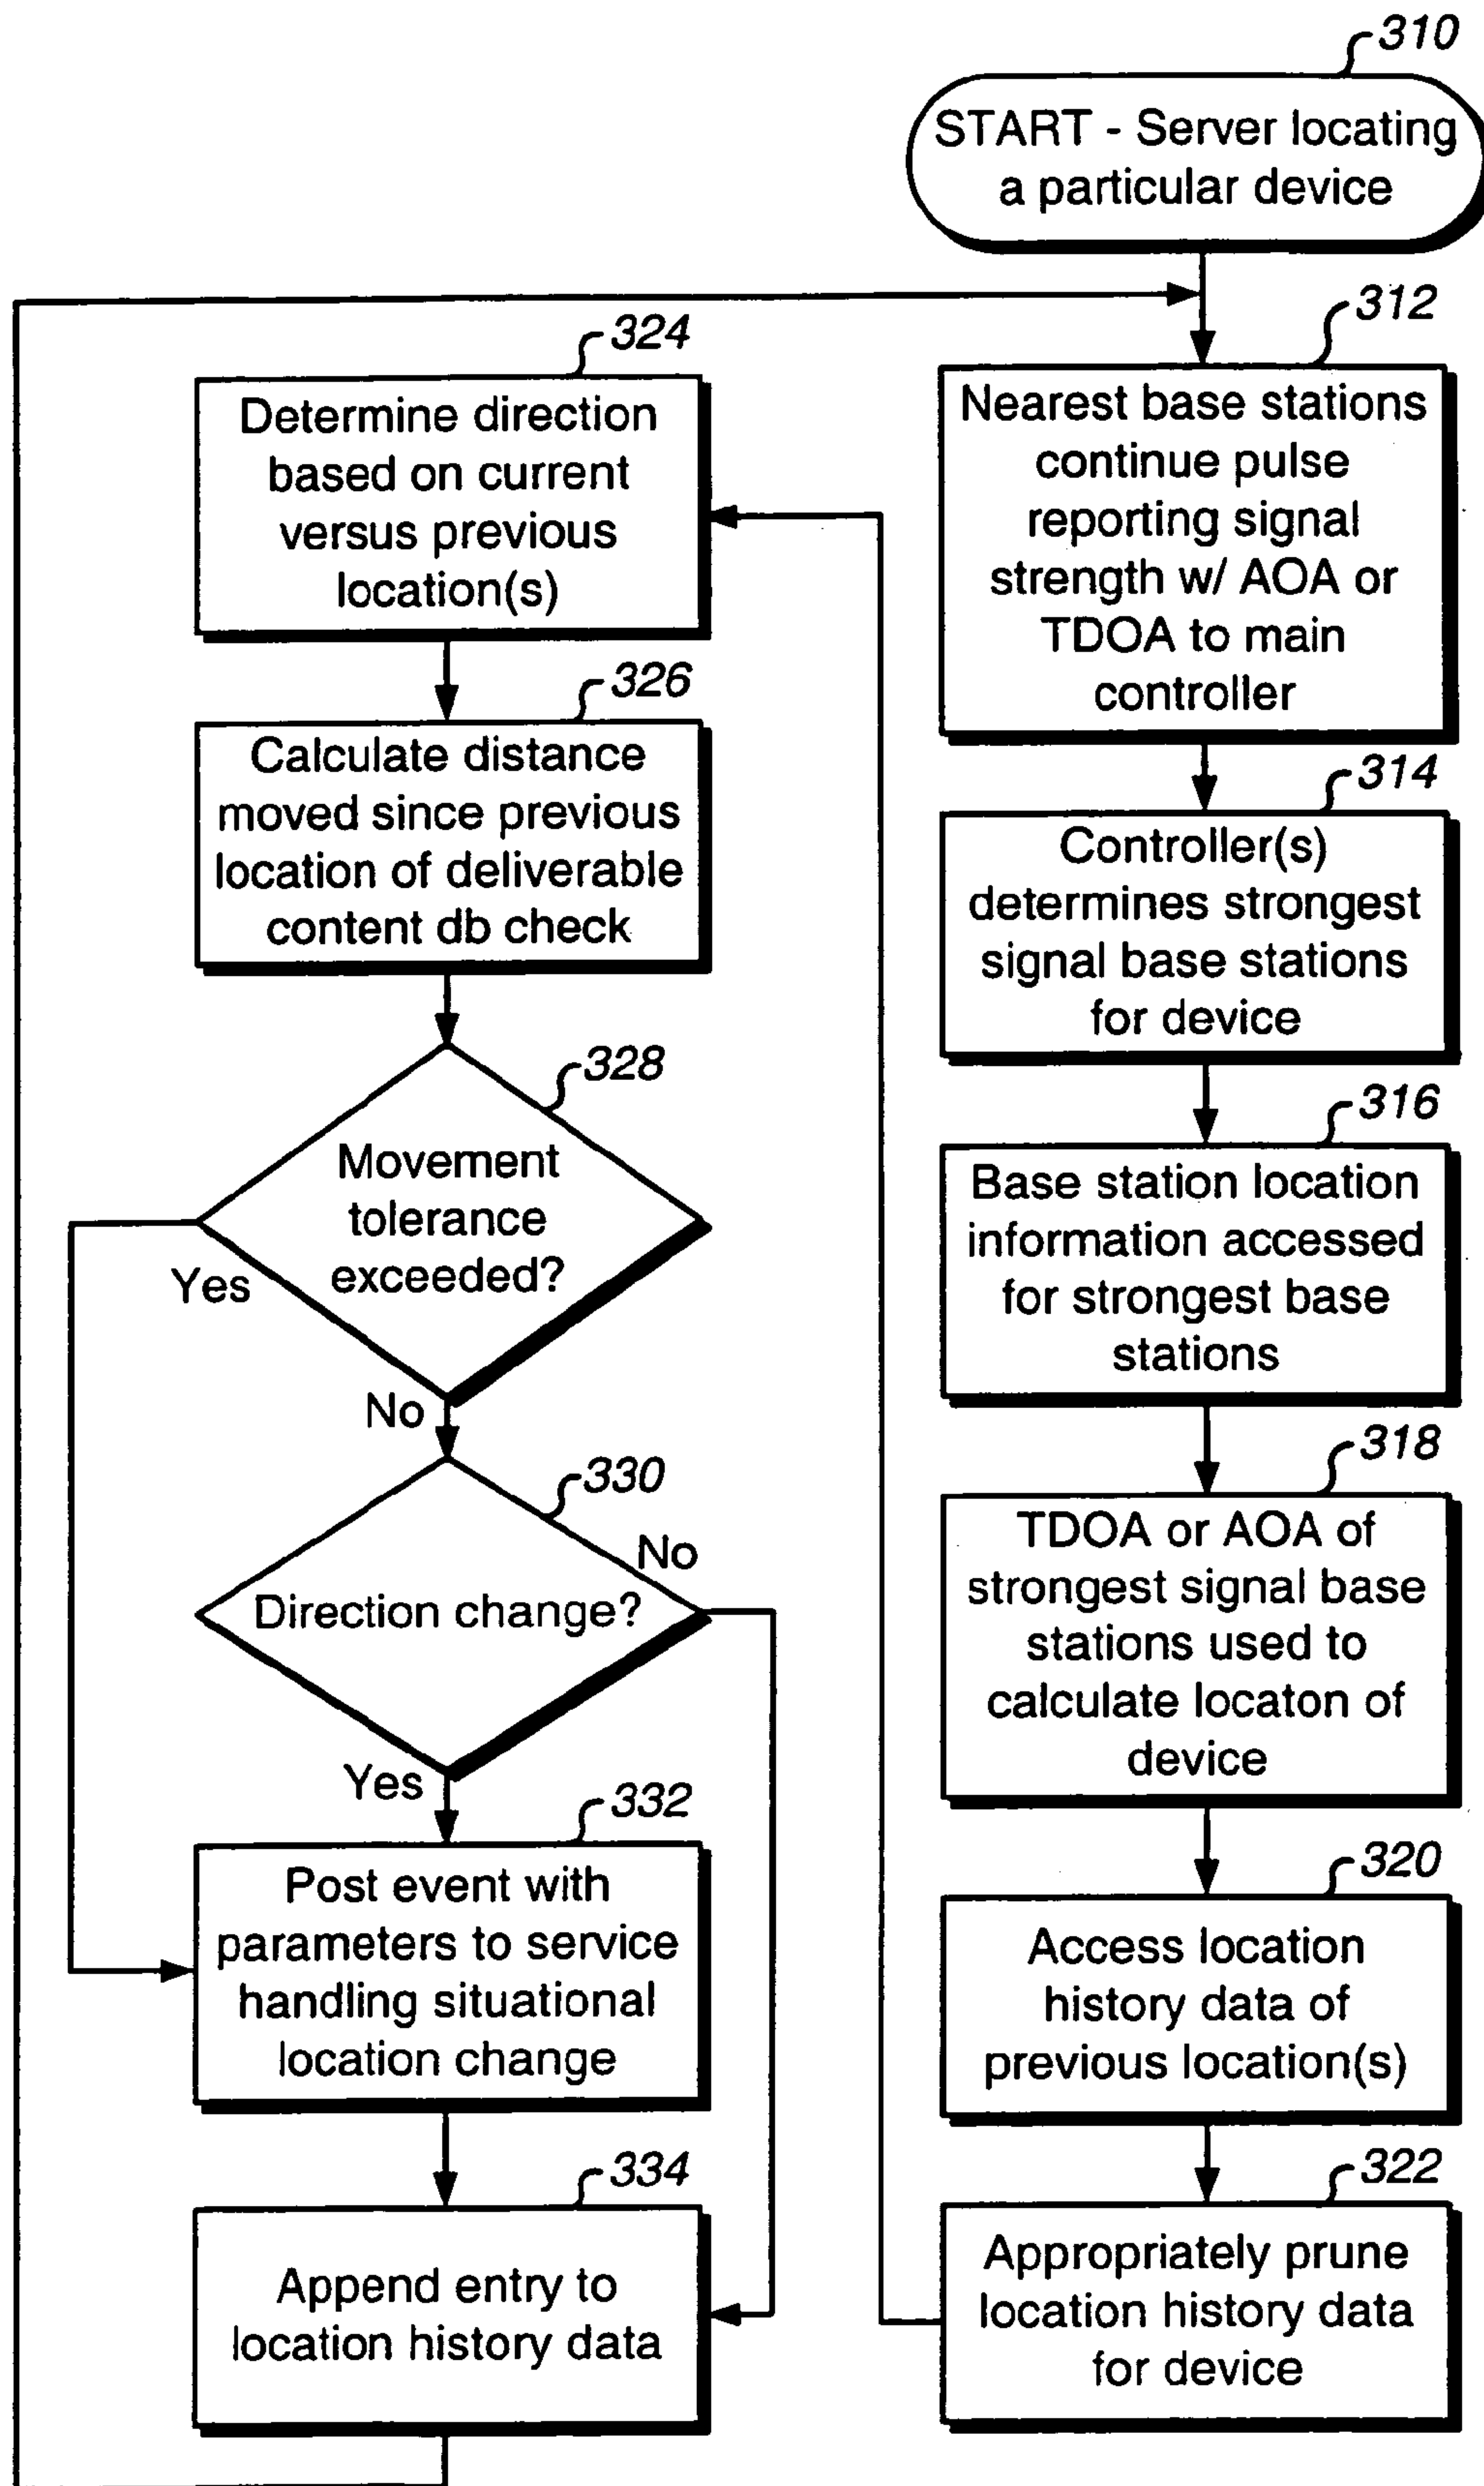 310
START - Server locating
a particular device
312
Nearest base stations
continue pulse
reporting signal
strength w/ AOA or
TDOA to main
controller
314
Controller(s)
determines strongest
signal base stations
for device
316
Base station location
information accessed
for strongest base
stations
318
TDOA or AOA of
strongest signal base
stations used to
calculate locaton of
device
320
Access location
history data of
previous location(s)
322
Appropriately prune
location history data
for device
324
Determine direction
based on current
versus previous
location(s)
326
Calculate distance
moved since previous
location of deliverable
content db check
328
Movement
tolerance
exceeded?
Yes
No
330
Direction change?
No
Yes
332
Post event with
parameters to service
handling situational
location change
334
Append entry to
location history data